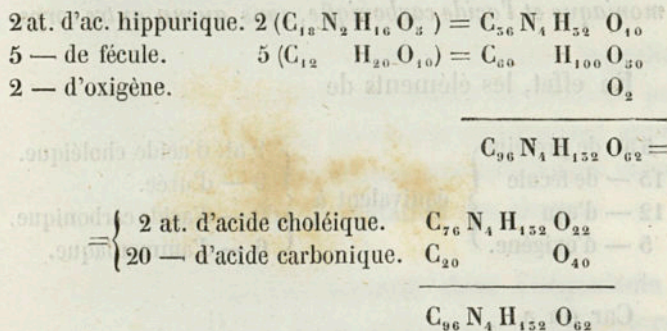 2 at. d'ac. hippurique. 2 (C₁₈ N₂ H₁₆ O₅ ) = C₃₆ N₄ H₃₂ O₁₀
5 — de fécule. 5 (C₁₂ H₂₀ O₁₀) = C₆₀ H₁₀₀ O₅₀
2 — d'oxigène. O₂
C₉₆ N₄ H₁₃₂ O₆₂ =
= { 2 at. d'acide choléique. C₇₆ N₄ H₁₃₂ O₂₂
20 — d'acide carbonique. C₂₀ O₄₀
C₉₆ N₄ H₁₃₂ O₆₂